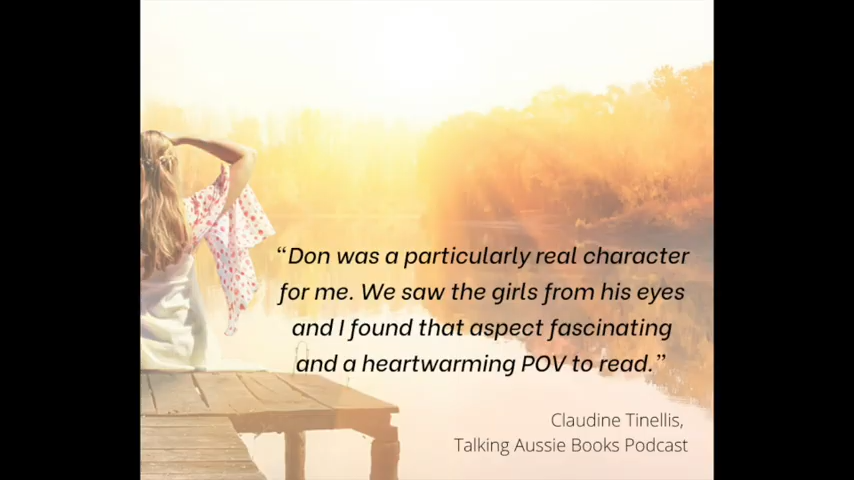 “Don was a particularly real character
for me. We saw the girls from his eyes
and I found that aspect fascinating
and a heartwarming POV to read.”
Claudine Tinellis,
Talking Aussie Books Podcast